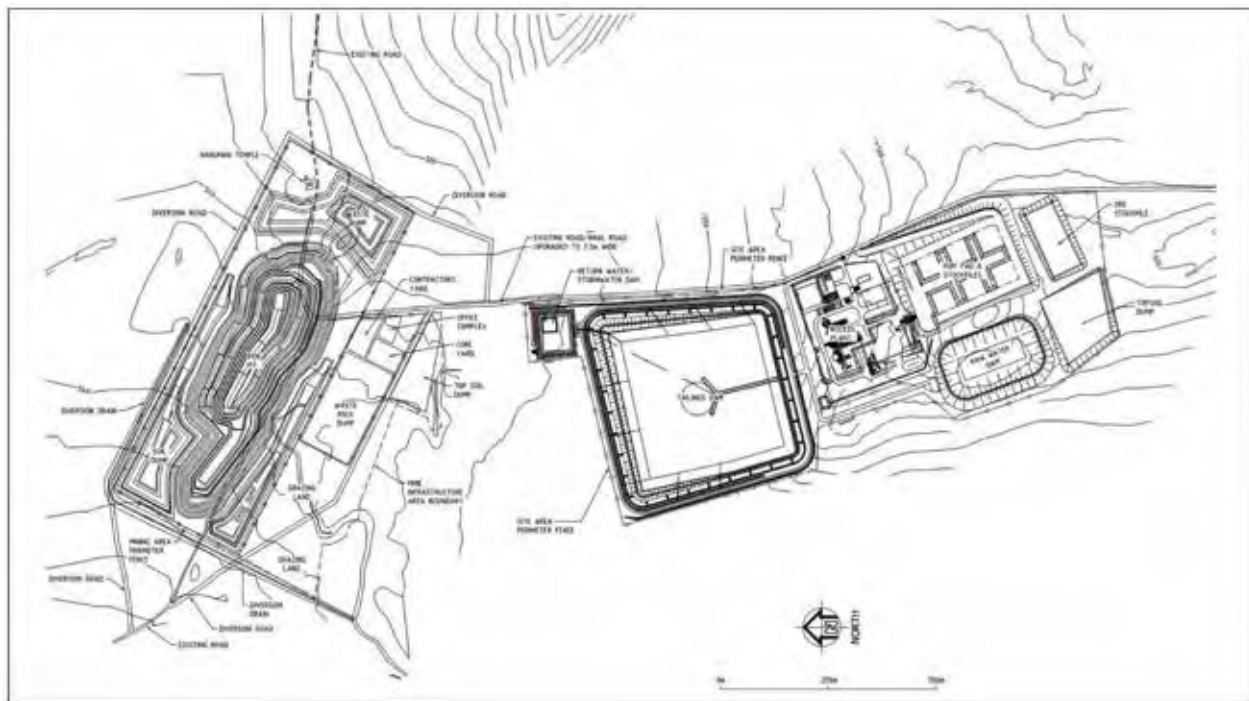 EXISTING ROAD
HANUMAN TEMPLE
DIVERSION ROAD
DIVERSION ROAD
WASTE
EXISTING ROAD/HAUL ROAD
UPGRADED TO
WIDE
SITE AREA
PERIMETER FENCE
RETURN WATER/
STORMWATER DAM
CONTRACTORS
YARD
OFFICE
COMPLEX
CORE
YARD
TOP SOIL
DUMP
WASTE
ROCK
DUMP
DIVERSION DRAIN
GRAZING
LAND
MINE
INFRASTRUCTURE
AREA BOUNDARY
TAILINGS DAM
SITE AREA
PERIMETER FENCE
PLANT
STOCKPILES
RAW WATER
DAM
ORE
STOCKPILE
TOPSOIL
DUMP
MINING AREA
PERIMETER
FENCE
DIVERSION ROAD
GRAZING
LAND
DIVERSION
DRAIN
DIVERSION ROAD
EXISTING ROAD
N
NORTH